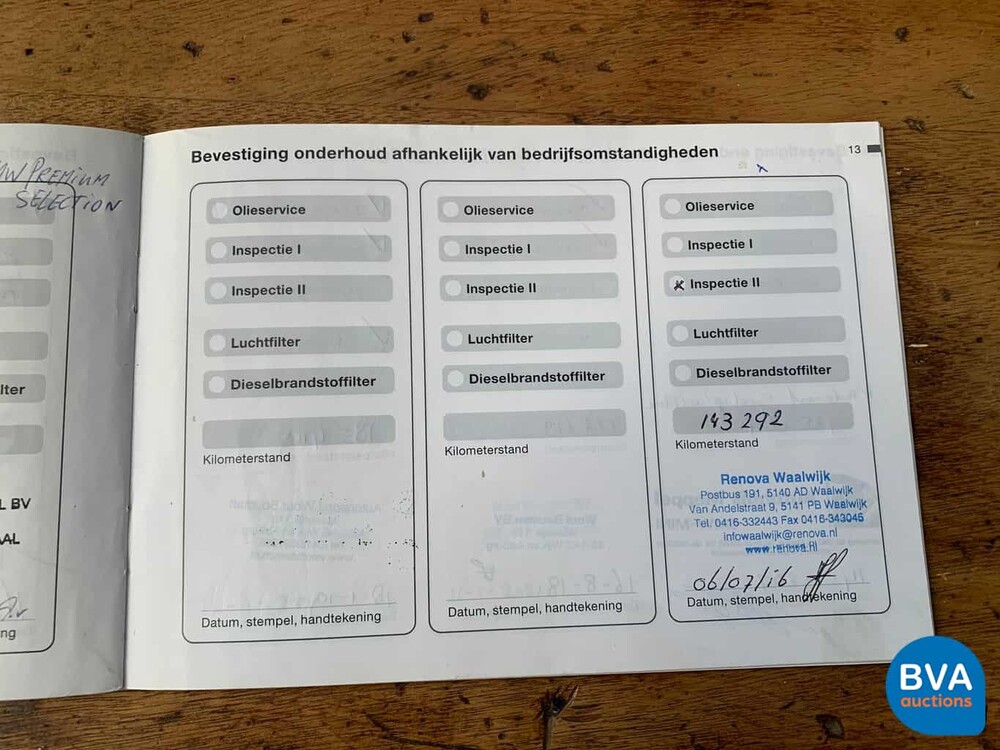 PREMIUM
SELECTION
lter
L BV
AAL
ng
Bevestiging onderhoud afhankelijk van bedrijfsomstandigheden
13
x
Olieservice
Inspectie I
Inspectie II
Luchtfilter
Dieselbrandstoffilter
Kilometerstand
Datum, stempel, handtekening
Olieservice
Inspectie I
Inspectie II
Luchtfilter
Dieselbrandstoffilter
Kilometerstand
Datum, stempel, handtekening
Olieservice
Inspectie I
x Inspectie II
Luchtfilter
Dieselbrandstoffilter
143 292
Kilometerstand
Renova Waalwijk
Postbus 191, 5140 AD Waalwijk
Van Andelstraat 9, 5141 PB Waalwijk
Tel. 0416-332443 Fax 0416-343045
infowaalwijk@renova.nl
www.renova.nl
06/07/16
Datum, stempel, handtekening
BVA
auctions